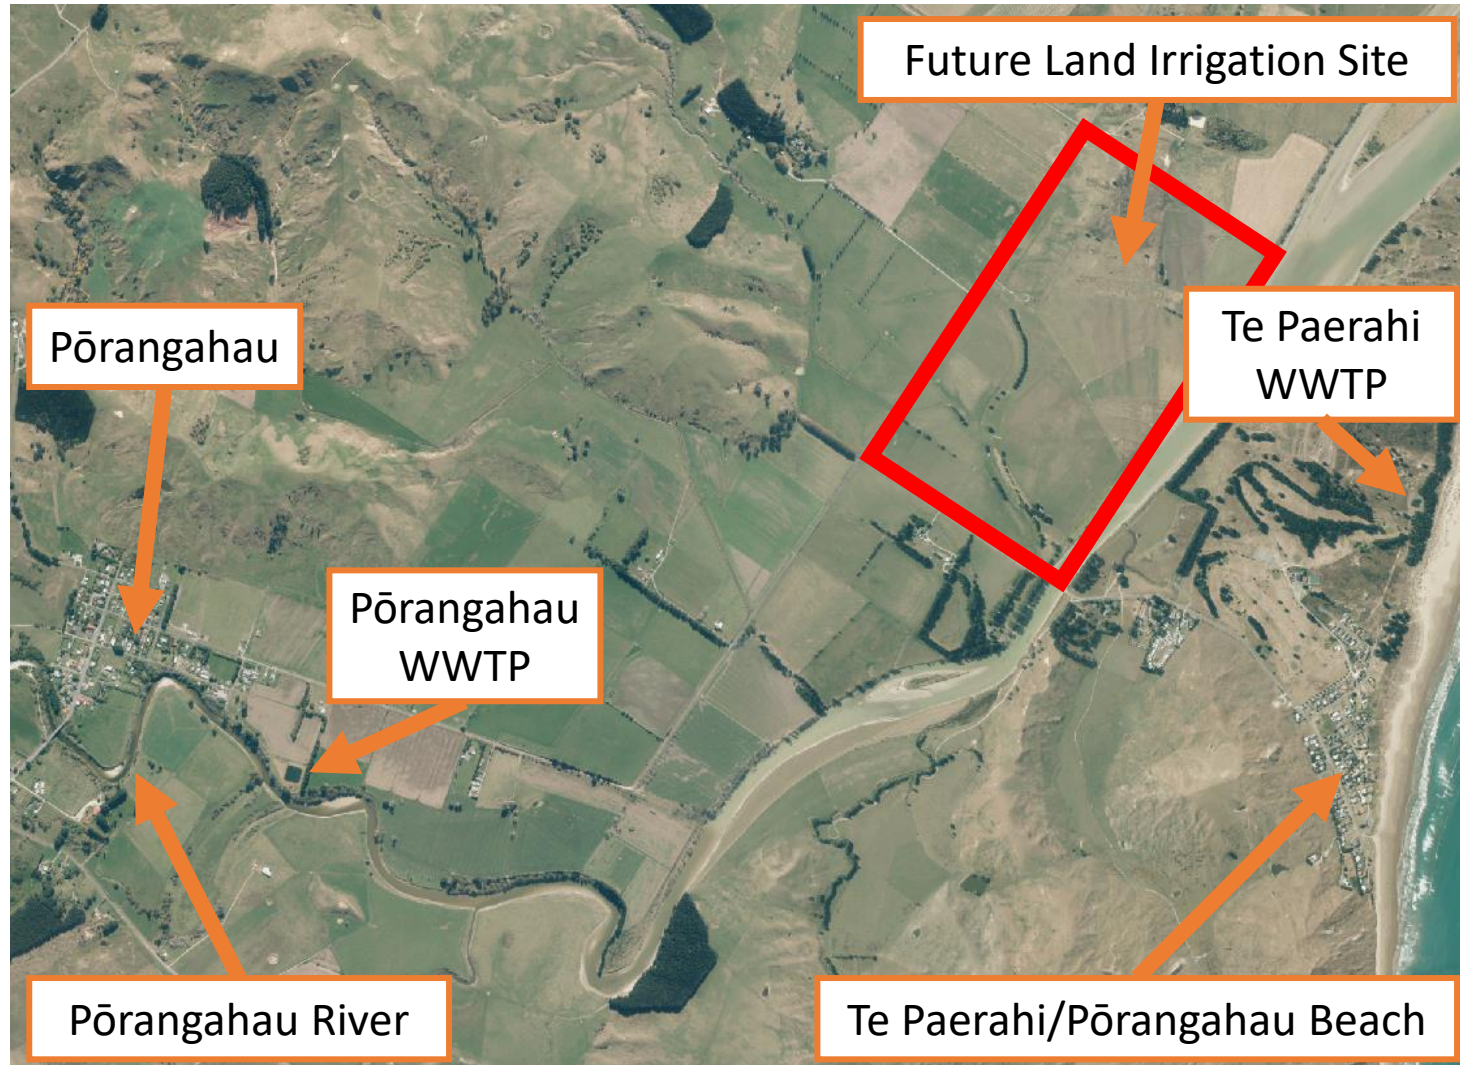 Future Land Irrigation Site
Pōrangahau
Te Paerahi
WWTP
Pōrangahau
WWTP
Pōrangahau River
Te Paerahi/Pōrangahau Beach